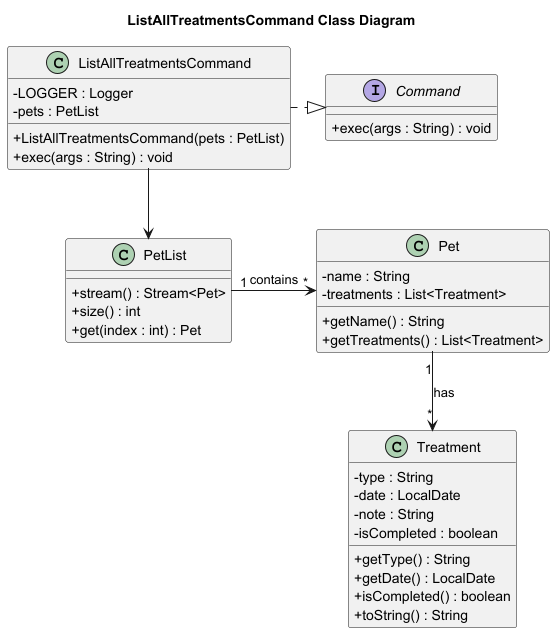 ListAllTreatmentsCommand Class Diagram
C ListAllTreatmentsCommand
-LOGGER : Logger
-pets : PetList
+ListAllTreatmentsCommand(pets : PetList)
+exec(args : String) : void
I Command
+exec(args : String) : void
C PetList
+stream() : Stream<Pet>
+size() : int
+get(index : int) : Pet
1 contains *
C Pet
-name : String
-treatments : List<Treatment>
+getName() : String
+getTreatments() : List<Treatment>
1
has
*
C Treatment
-type : String
-date : LocalDate
-note : String
-isCompleted : boolean
+getType() : String
+getDate() : LocalDate
+isCompleted() : boolean
+toString() : String